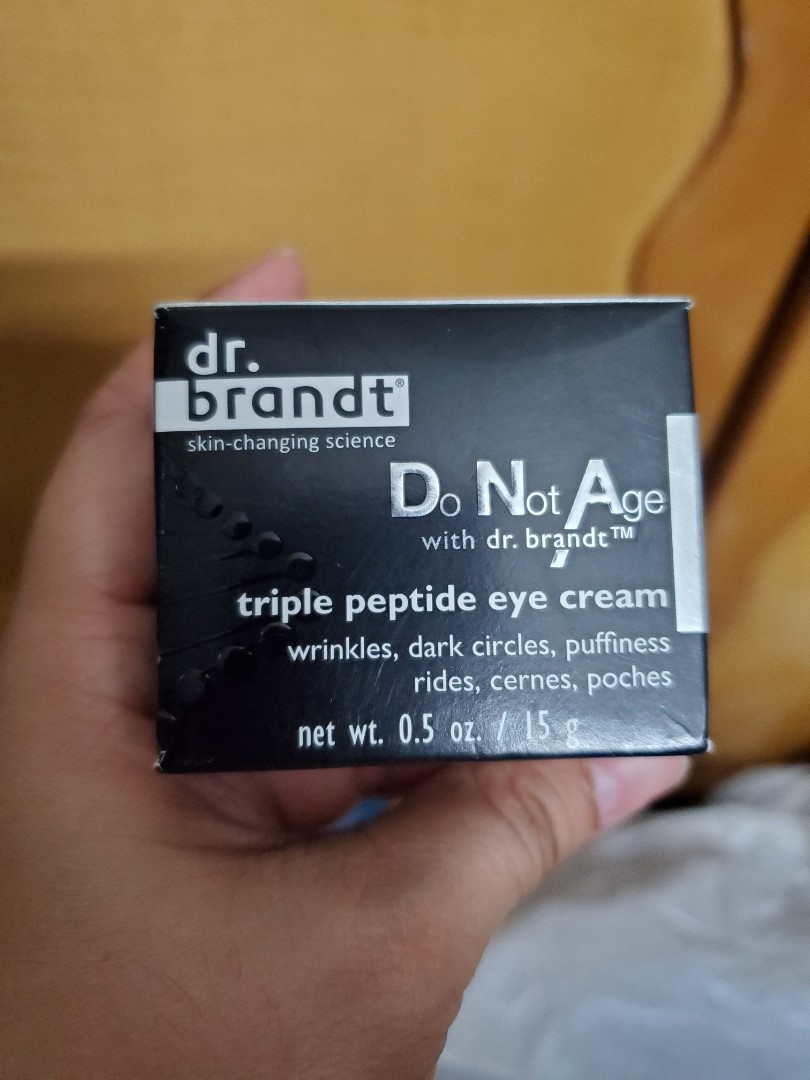 dr.
brandt®
skin-changing science
Do Not Age
with dr. brandt™
triple peptide eye cream
wrinkles, dark circles, puffiness
rides, cernes, poches
net wt. 0.5 oz. / 15 g